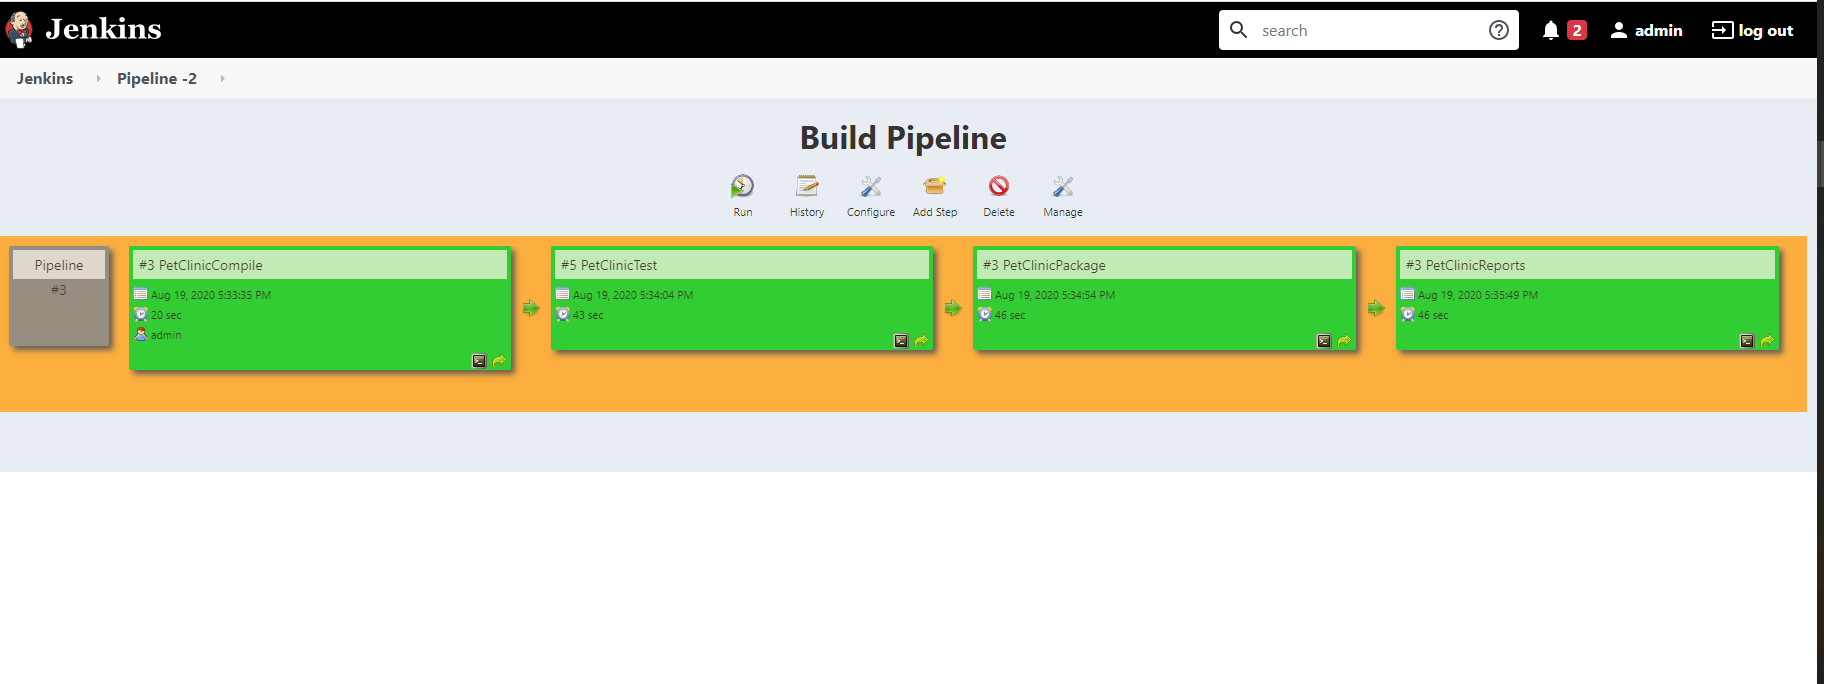 Jenkins
search
2
admin
log out
Jenkins
Pipeline -2
Build Pipeline
Run
History
Configure
Add Step
Delete
Manage
Pipeline
#3
#3 PetClinicCompile
Aug 19, 2020 5:33:35 PM
20 sec
admin
#5 PetClinicTest
Aug 19, 2020 5:34:04 PM
43 sec
#3 PetClinicPackage
Aug 19, 2020 5:34:54 PM
46 sec
#3 PetClinicReports
Aug 19, 2020 5:35:49 PM
46 sec